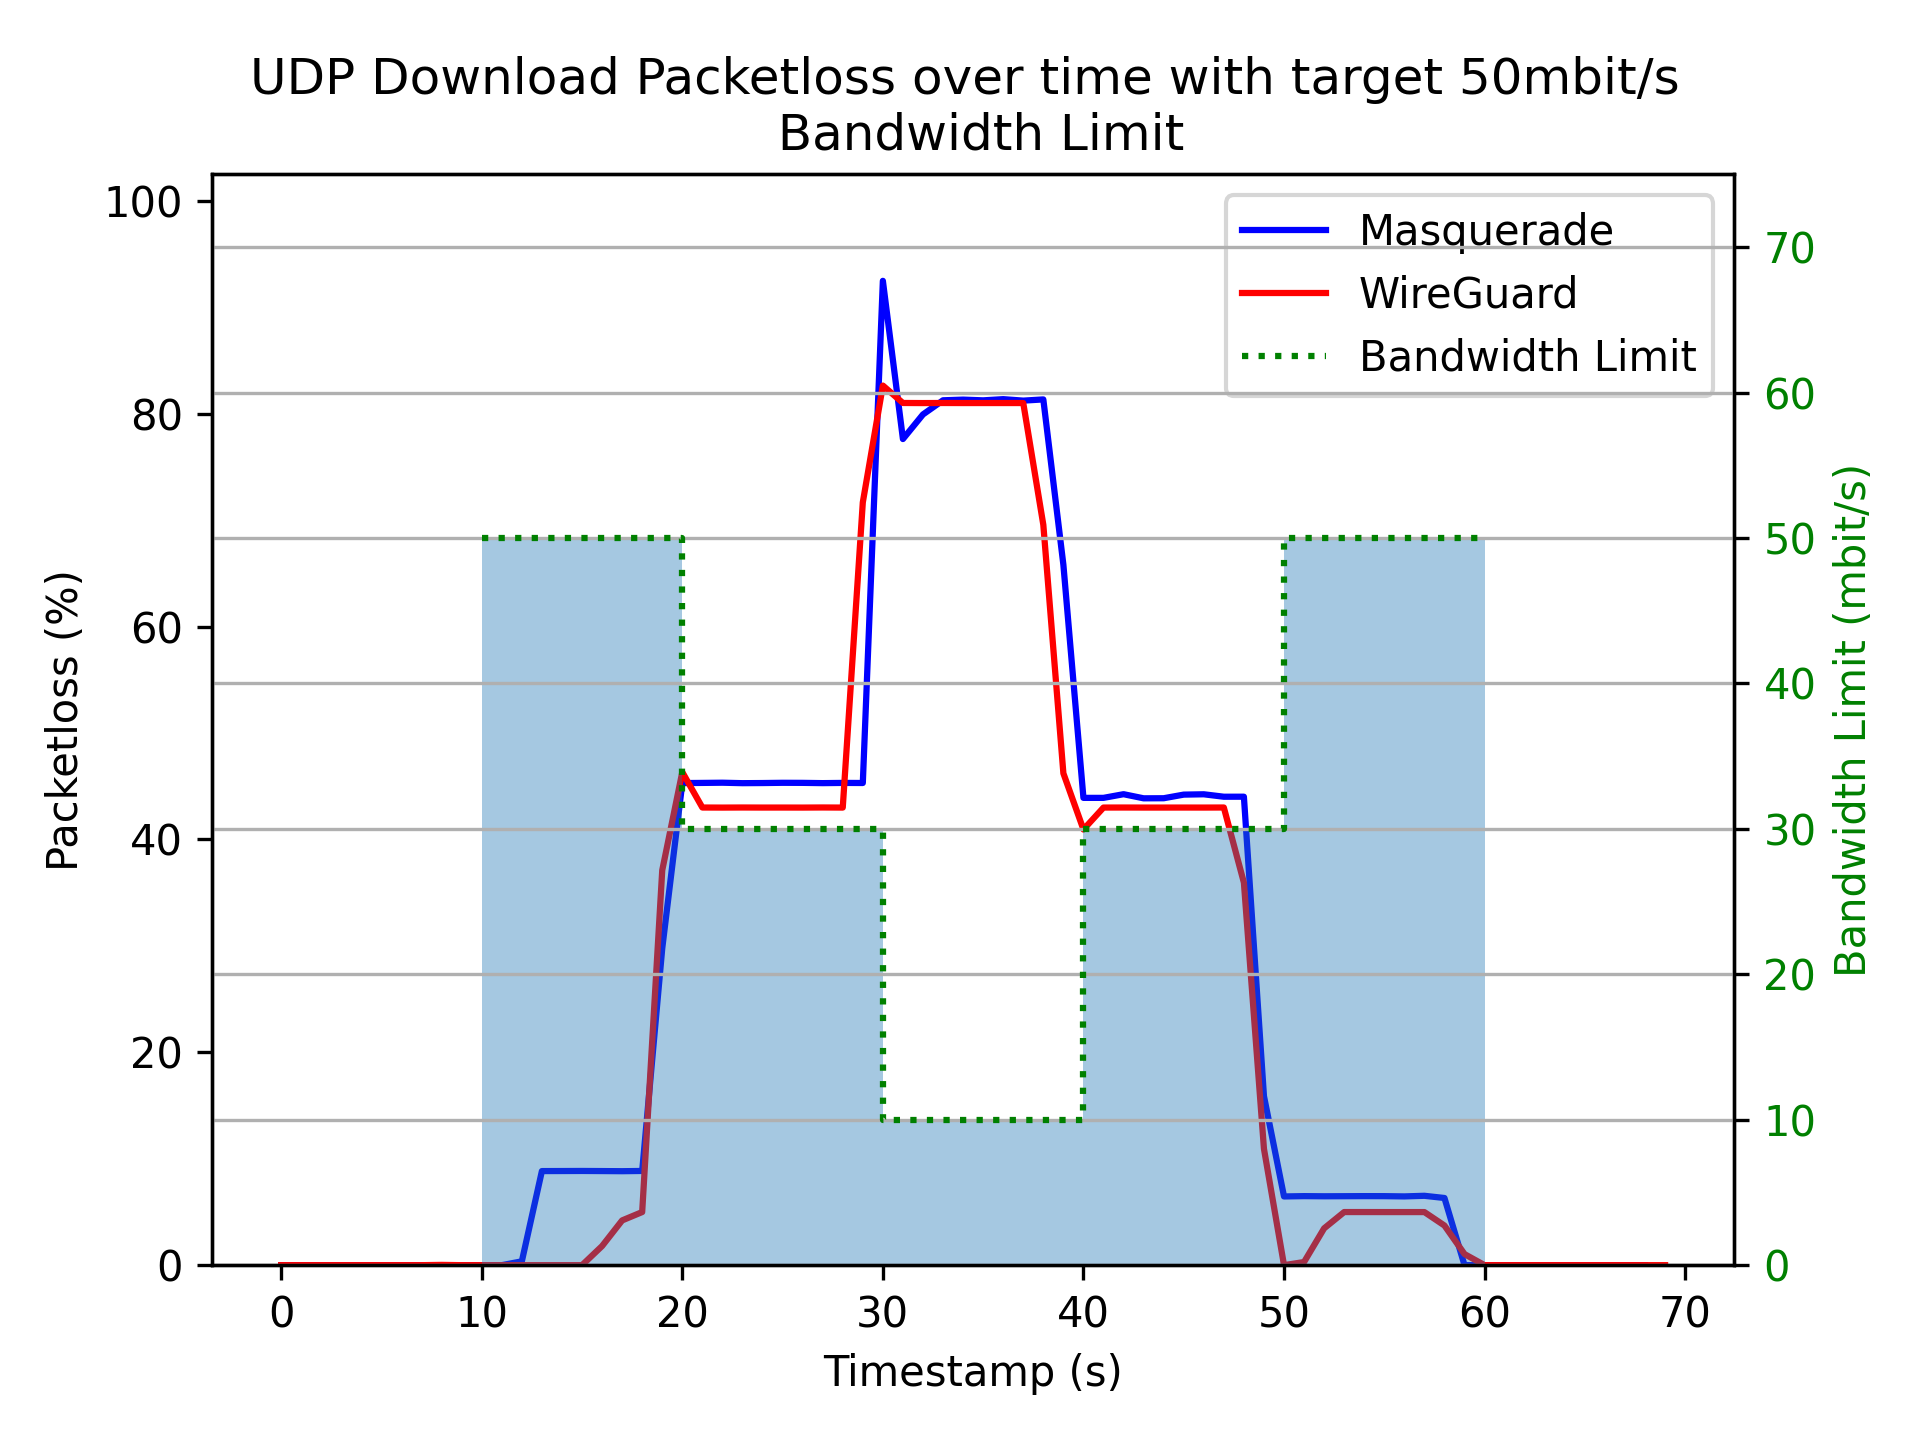 UDP Download Packetloss over time with target 50mbit/s
Bandwidth Limit
Masquerade
WireGuard
Bandwidth Limit
Packetloss (%)
100
80
60
40
20
0
0 10 20 30 40 50 60 70
Timestamp (s)
70
60
50
40
30
20
10
0
Bandwidth Limit (mbit/s)